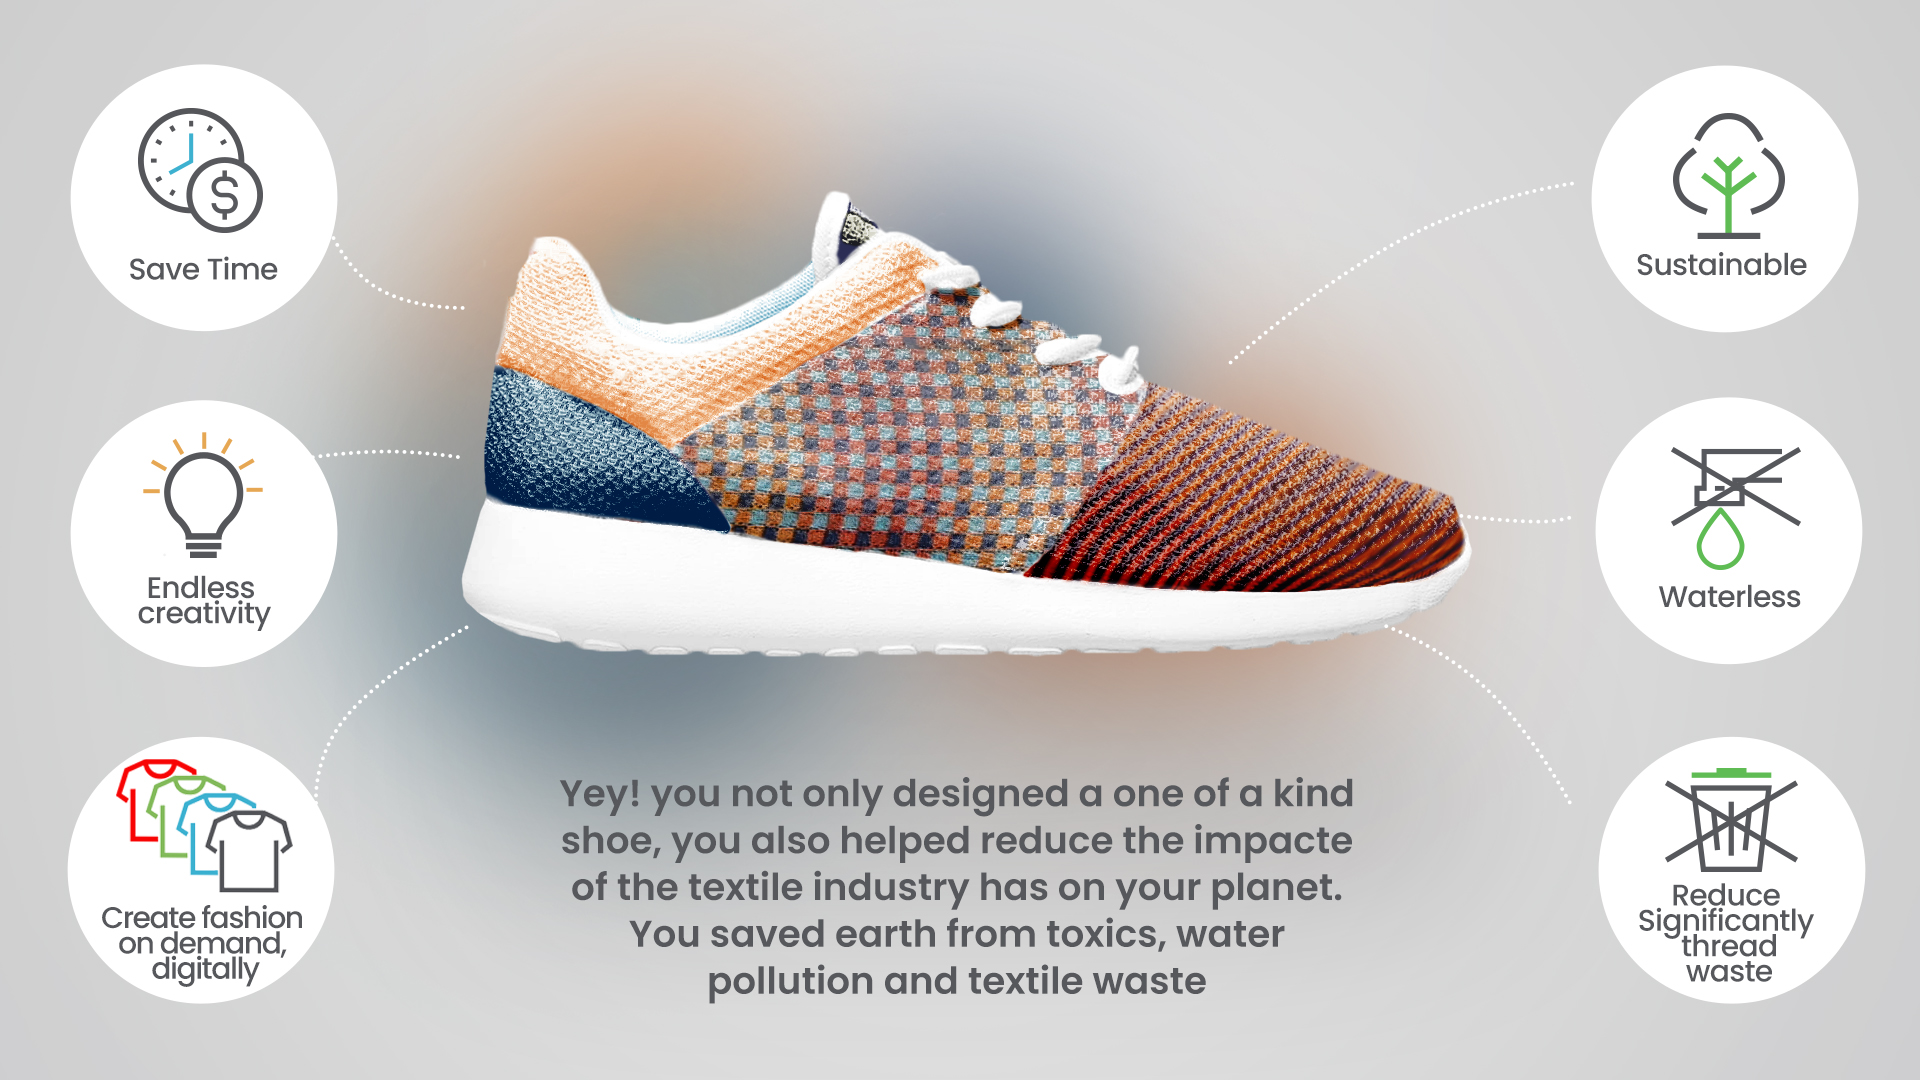 Save Time
Endless
creativity
Create fashion
on demand,
digitally
Sustainable
Waterless
Reduce
Significantly
thread
waste
Yey! you not only designed a one of a kind
shoe, you also helped reduce the impacte
of the textile industry has on your planet.
You saved earth from toxics, water
pollution and textile waste